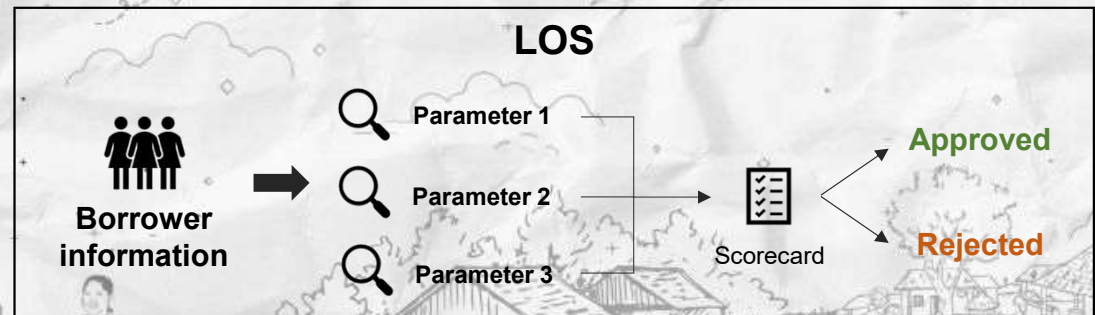 LOS
Borrower
information
Parameter 1
Parameter 2
Parameter 3
Scorecard
Approved
Rejected